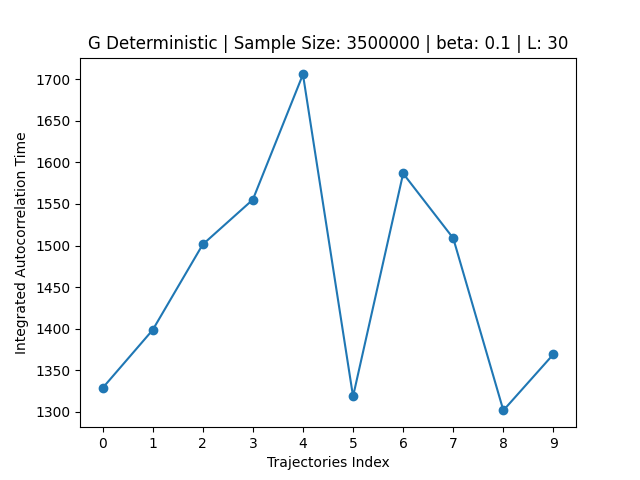 G Deterministic | Sample Size: 3500000 | beta: 0.1 | L: 30
Integrated Autocorrelation Time
1700
1650
1600
1550
1500
1450
1400
1350
1300
0 1 2 3 4 5 6 7 8 9
Trajectories Index